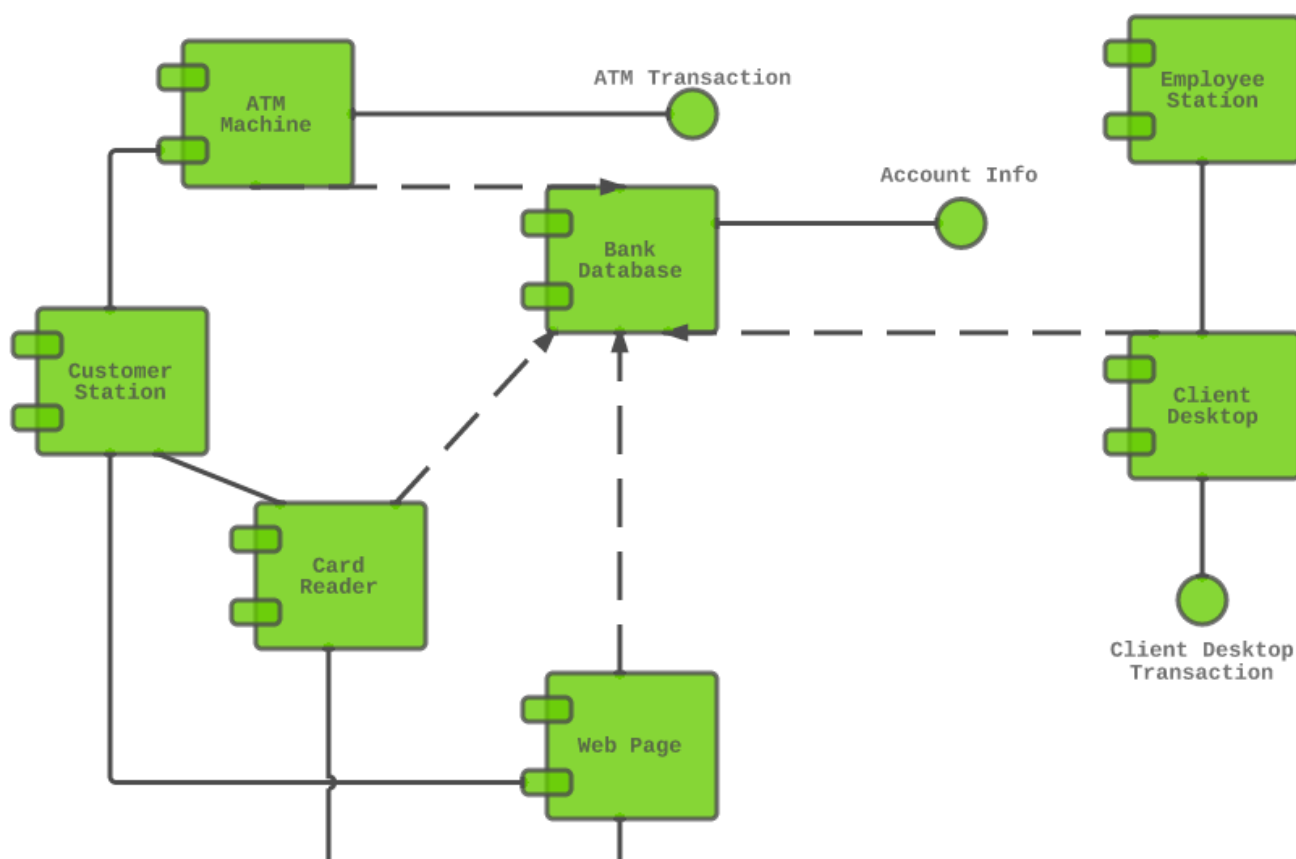 ATM Transaction
Employee
Station
ATM
Machine
Account Info
Bank
Database
Customer
Station
Client
Desktop
Card
Reader
Client Desktop
Transaction
Web Page